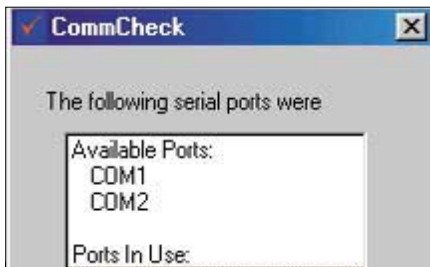 CommCheck
The following serial ports were
Available Ports:
COM1
COM2
Ports In Use: